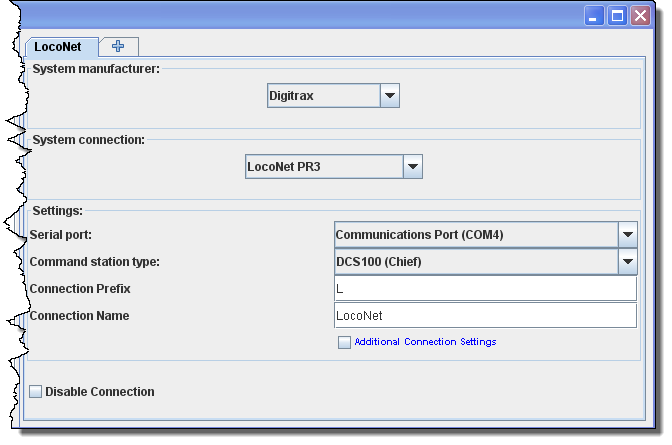 LocoNet
System manufacturer:
Digitrax
System connection:
LocoNet PR3
Settings:
Serial port: Communications Port (COM4)
Command station type: DCS100 (Chief)
Connection Prefix L
Connection Name LocoNet
Additional Connection Settings
Disable Connection